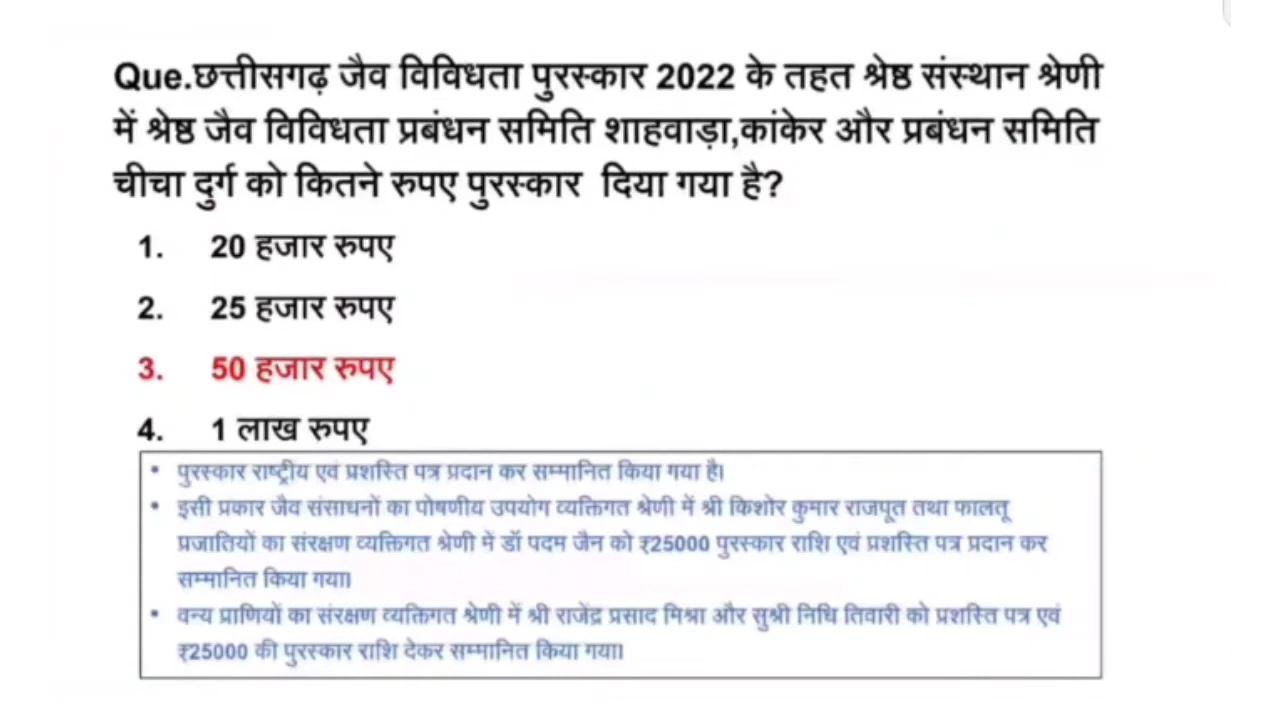 Que.छत्तीसगढ़ जैव विविधता पुरस्कार 2022 के तहत श्रेष्ठ संस्थान श्रेणी
में श्रेष्ठ जैव विविधता प्रबंधन समिति शाहवाड़ा,कांकेर और प्रबंधन समिति
चीचा दुर्ग को कितने रुपए पुरस्कार दिया गया है?
1. 20 हजार रुपए
2. 25 हजार रुपए
3. 50 हजार रुपए
4. 1 लाख रुपए
• पुरस्कार राष्ट्रीय एवं प्रशस्ति पत्र प्रदान कर सम्मानित किया गया है।
• इसी प्रकार जैव संसाधनों का पोषणीय उपयोग व्यक्तिगत श्रेणी में श्री किशोर कुमार राजपूत तथा फालतू
प्रजातियों का संरक्षण व्यक्तिगत श्रेणी में डॉ पदम जैन को ₹25000 पुरस्कार राशि एवं प्रशस्ति पत्र प्रदान कर
सम्मानित किया गया।
• वन्य प्राणियों का संरक्षण व्यक्तिगत श्रेणी में श्री राजेंद्र प्रसाद मिश्रा और सुश्री निधि तिवारी को प्रशस्ति पत्र एवं
₹25000 की पुरस्कार राशि देकर सम्मानित किया गया।